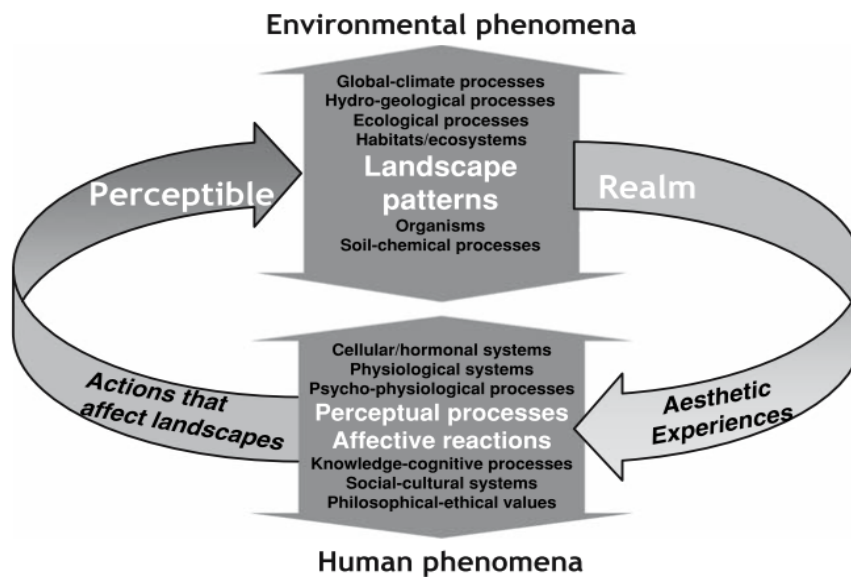 Environmental phenomena
Global-climate processes
Hydro-geological processes
Ecological processes
Habitats/ecosystems
Landscape
patterns
Organisms
Soil-chemical processes
Perceptible
Realm
Cellular/hormonal systems
Physiological systems
Psycho-physiological processes
Perceptual processes
Affective reactions
Knowledge-cognitive processes
Social-cultural systems
Philosophical-ethical values
Actions that
affect landscapes
Aesthetic
Experiences
Human phenomena